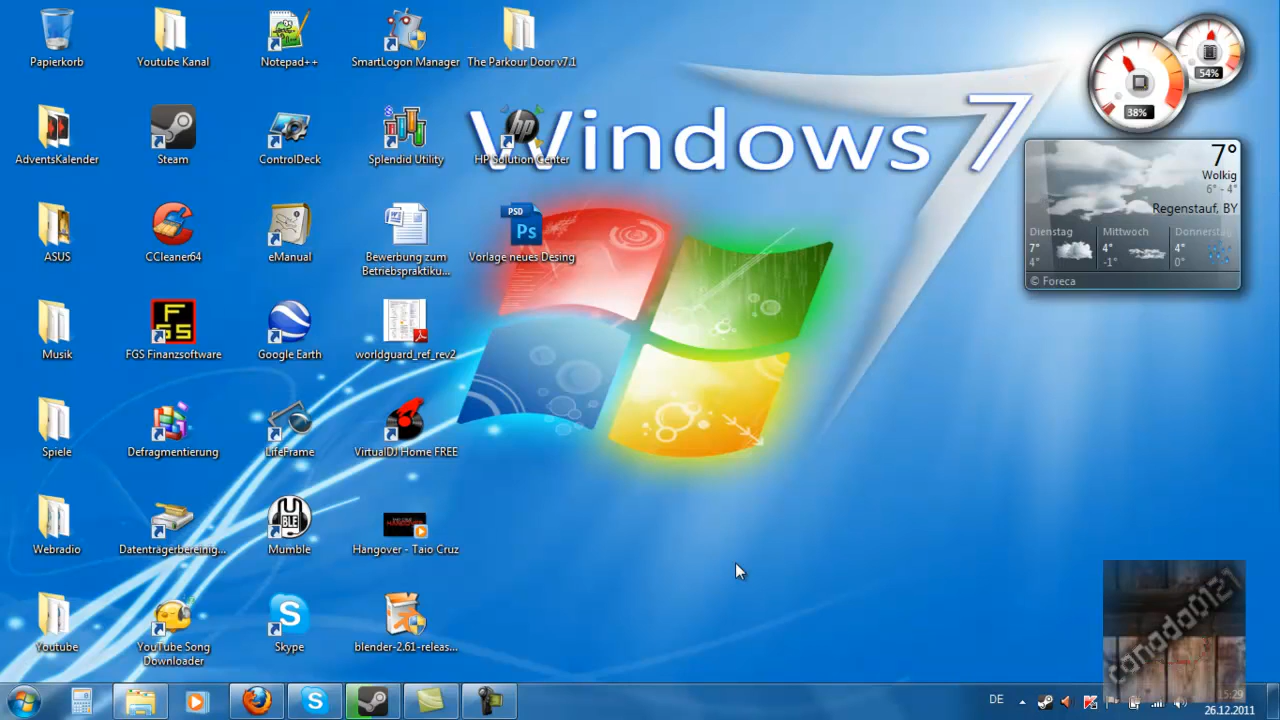 Papierkorb
Youtube Kanal
Notepad++
SmartLogon Manager
The Parkour Door v7.1
AdventsKalender
Steam
ControlDeck
Splendid Utility
HP Solution Center
Windows 7
ASUS
CCleaner64
eManual
Bewerbung zum
Betriebspraktiku...
PSD
Ps
Vorlage neues Desing
Musik
FGS
FGS Finanzsoftware
Google Earth
worldguard_ref_rev2
Spiele
Defragmentierung
LifeFrame
VirtualDJ Home FREE
Webradio
Datenträgerbereinig...
Mumble
HANGOVER
Hangover - Taio Cruz
Youtube
YouTube Song
Downloader
Skype
blender-2.61-releas...
38%
54%
7°
Wolkig
6° - 4°
Regenstauf, BY
Dienstag
7°
4°
Mittwoch
4°
-1°
Donnerstag
4°
0°
© Foreca
conodo0121
DE
15:29
26.12.2011